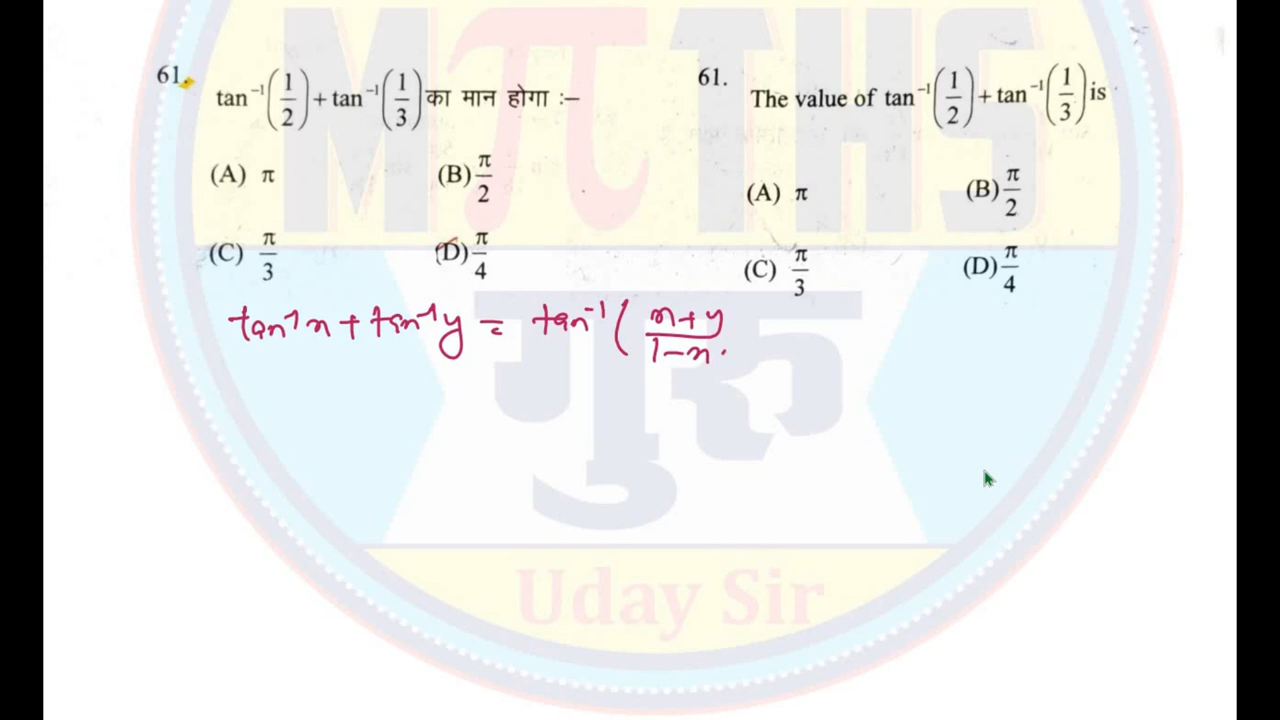 MπTHS
61.
tan⁻¹(1/2) + tan⁻¹(1/3) का मान होगा :–
(A) π
(B) π/2
(C) π/3
(D) π/4
61.
The value of tan⁻¹(1/2) + tan⁻¹(1/3) is
(A) π
(B) π/2
(C) π/3
(D) π/4
tan⁻¹x + tan⁻¹y = tan⁻¹( x+y / 1-x.
गुरु
Uday Sir